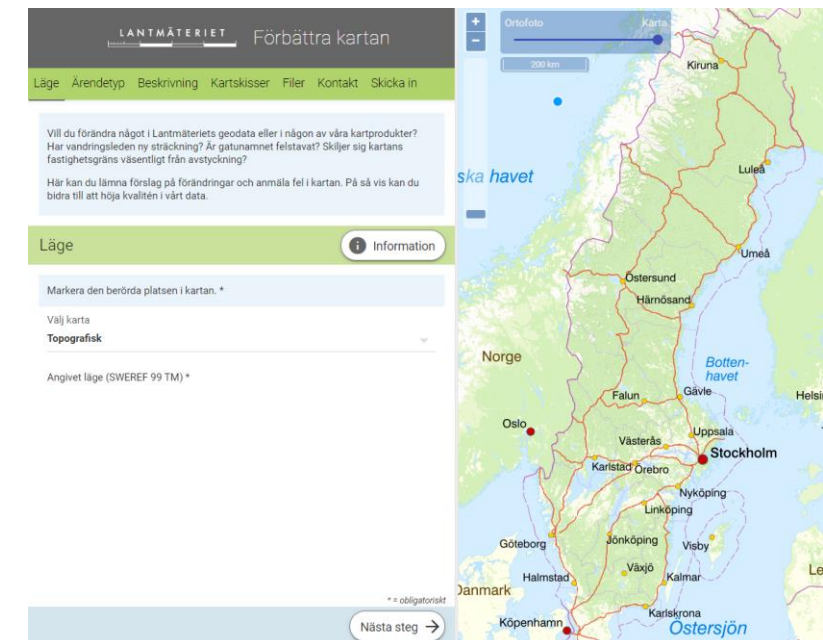 LANTMÄTERIET Förbättra kartan
Läge Ärendetyp Beskrivning Kartskisser Filer Kontakt Skicka in
Vill du förändra något i Lantmäteriets geodata eller i någon av våra kartprodukter?
Har vandringsleden ny sträckning? Är gatunamnet felstavat? Skiljer sig kartans
fastighetsgräns väsentligt från avstyckning?
Här kan du lämna förslag på förändringar och anmäla fel i kartan. På så vis kan du
bidra till att höja kvalitén i vårt data.
Läge
Information
Markera den berörda platsen i kartan. *
Välj karta
Topografisk
Angivet läge (SWEREF 99 TM) *
* = obligatoriskt
Nästa steg
+
−
Ortofoto Karta
200 km
Kiruna
ska havet
Luleå
Umeå
Östersund
Härnösand
Norge
Botten-
havet
Falun
Gävle
Helsi
Oslo
Uppsala
Västerås
Stockholm
Karlstad
Örebro
Nyköping
Linköping
Göteborg
Jönköping
Visby
Växjö
Le
Halmstad
Kalmar
Danmark
Karlskrona
Köpenhamn
Östersjön